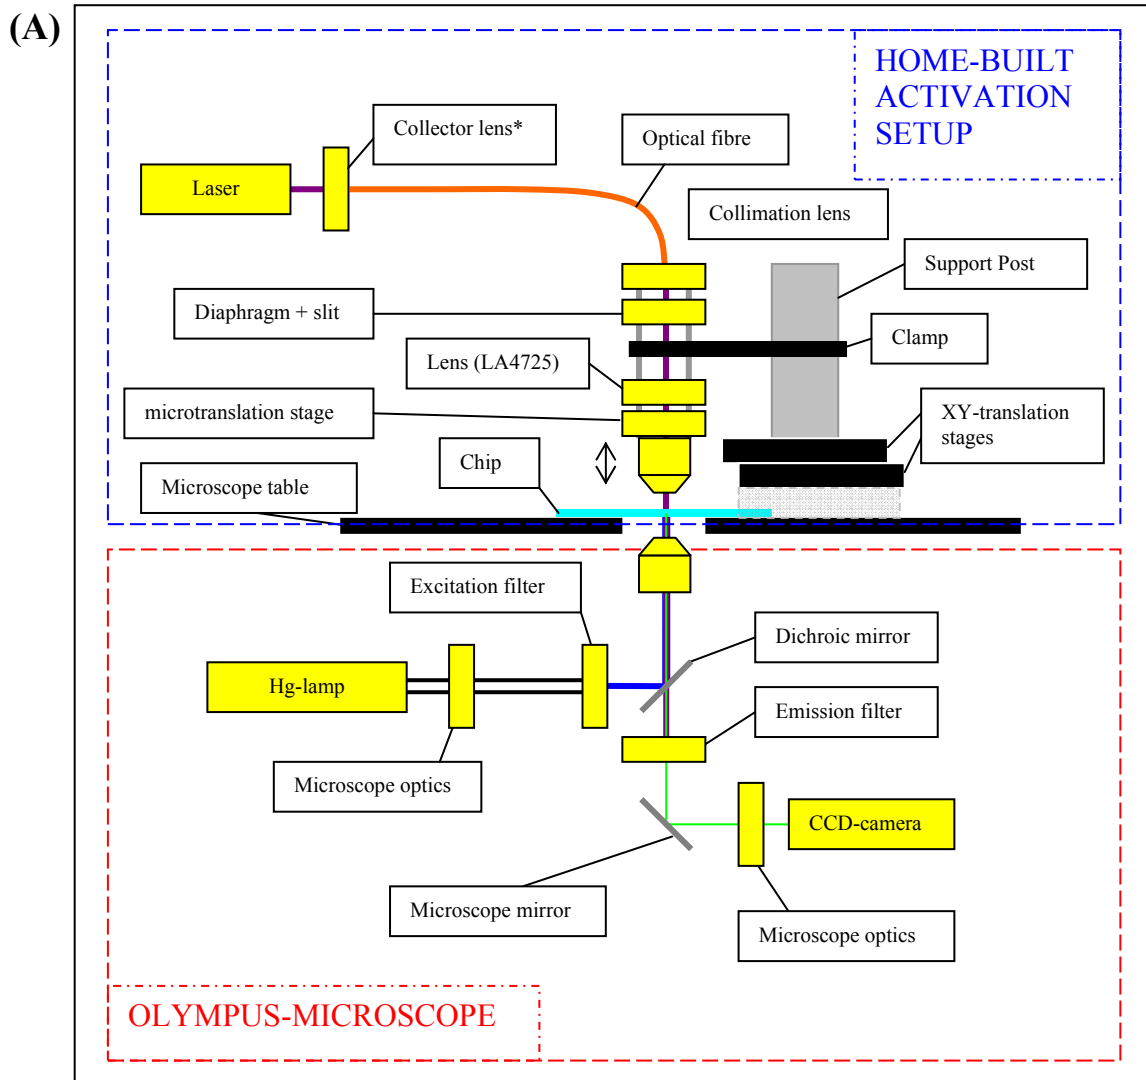 (A)
HOME-BUILT
ACTIVATION
SETUP
Collector lens*
Optical fibre
Laser
Collimation lens
Support Post
Diaphragm + slit
Clamp
Lens (LA4725)
microtranslation stage
XY-translation
stages
Chip
Microscope table
Excitation filter
Dichroic mirror
Hg-lamp
Emission filter
Microscope optics
CCD-camera
Microscope mirror
Microscope optics
OLYMPUS-MICROSCOPE